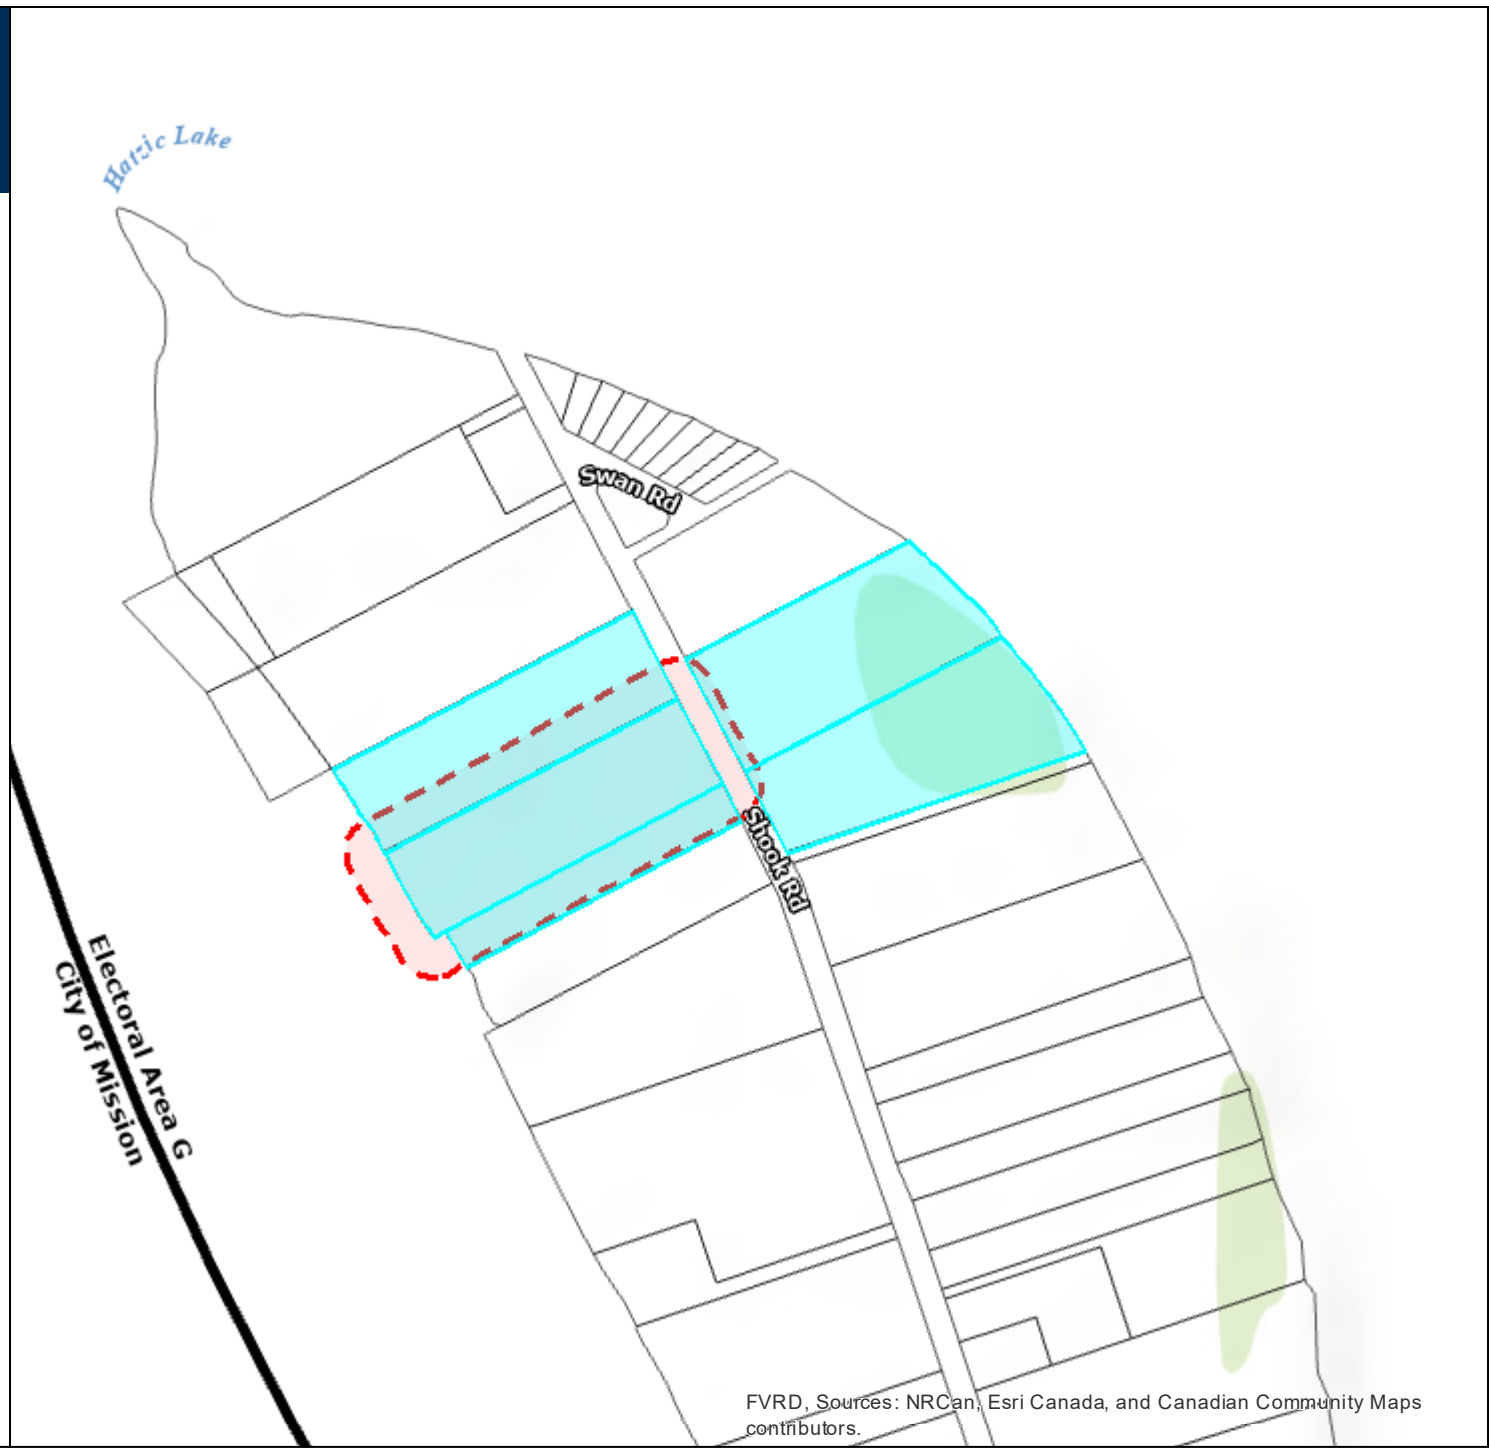 Hatzic Lake
Swan Rd
Shook Rd
Electoral Area G
City of Mission
FVRD, Sources: NRCan, Esri Canada, and Canadian Community Maps
contributors.